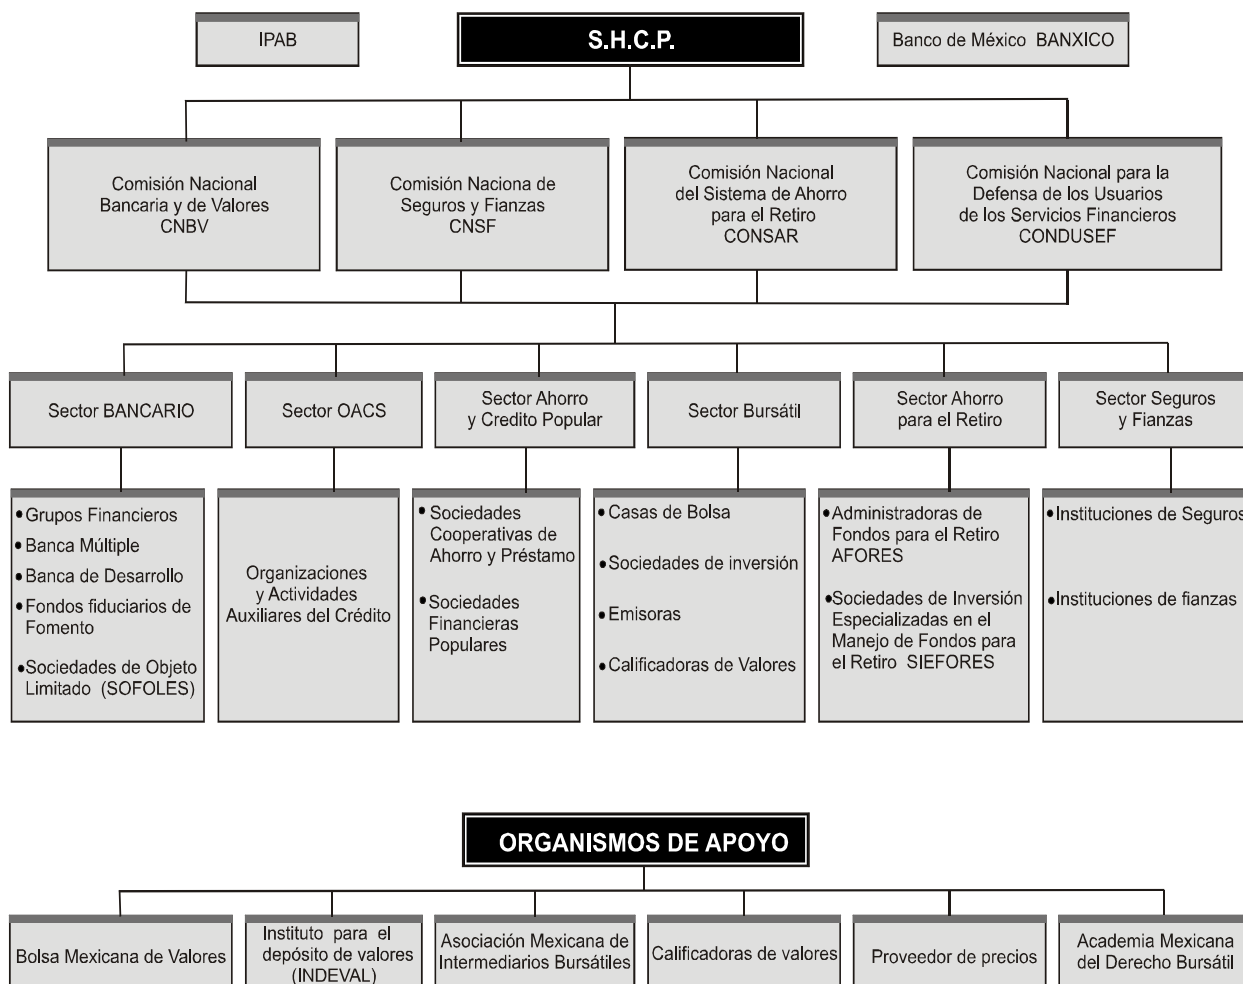 IPAB
S.H.C.P.
Banco de México BANXICO
Comisión Nacional
Bancaria y de Valores
CNBV
Comisión Naciona de
Seguros y Fianzas
CNSF
Comisión Nacional
del Sistema de Ahorro
para el Retiro
CONSAR
Comisión Nacional para la
Defensa de los Usuarios
de los Servicios Financieros
CONDUSEF
Sector BANCARIO
Sector OACS
Sector Ahorro
y Credito Popular
Sector Bursátil
Sector Ahorro
para el Retiro
Sector Seguros
y Fianzas
• Grupos Financieros
• Banca Múltiple
• Banca de Desarrollo
• Fondos fiduciarios de
Fomento
• Sociedades de Objeto
Limitado (SOFOLES)
Organizaciones
y Actividades
Auxiliares del Crédito
• Sociedades
Cooperativas de
Ahorro y Préstamo
• Sociedades
Financieras
Populares
• Casas de Bolsa
• Sociedades de inversión
• Emisoras
• Calificadoras de Valores
• Administradoras de
Fondos para el Retiro
AFORES
• Sociedades de Inversión
Especializadas en el
Manejo de Fondos para
el Retiro SIEFORES
• Instituciones de Seguros
• Instituciones de fianzas
ORGANISMOS DE APOYO
Bolsa Mexicana de Valores
Instituto para el
depósito de valores
(INDEVAL)
Asociación Mexicana de
Intermediarios Bursátiles
Calificadoras de valores
Proveedor de precios
Academia Mexicana
del Derecho Bursátil